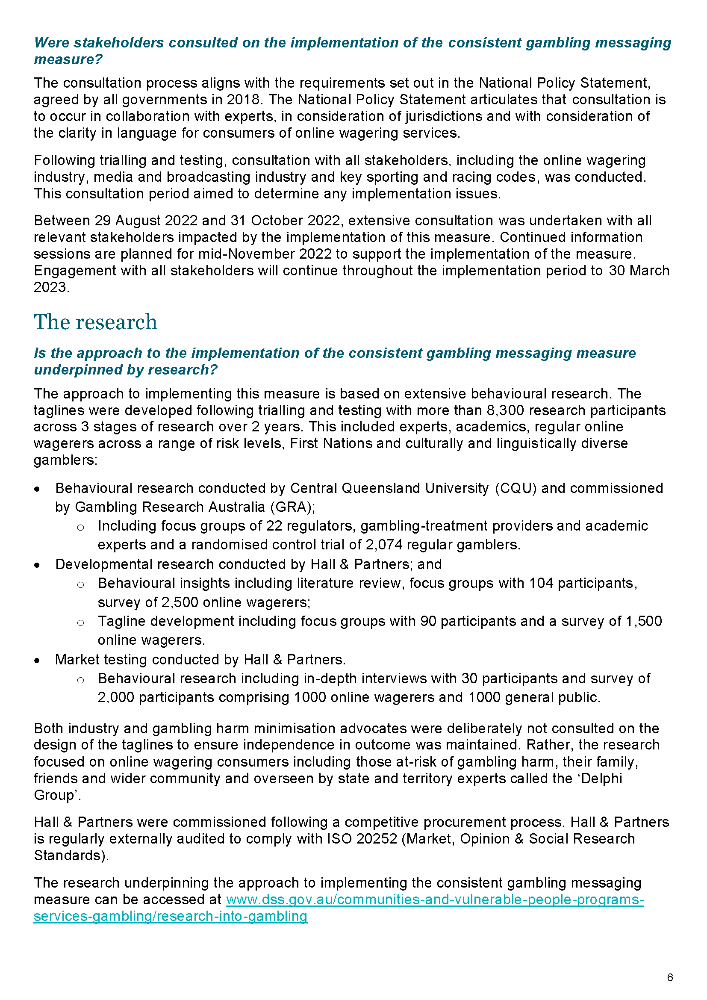 Were stakeholders consulted on the implementation of the consistent gambling messaging
measure?
The consultation process aligns with the requirements set out in the National Policy Statement,
agreed by all governments in 2018. The National Policy Statement articulates that consultation is
to occur in collaboration with experts, in consideration of jurisdictions and with consideration of
the clarity in language for consumers of online wagering services.
Following trialling and testing, consultation with all stakeholders, including the online wagering
industry, media and broadcasting industry and key sporting and racing codes, was conducted.
This consultation period aimed to determine any implementation issues.
Between 29 August 2022 and 31 October 2022, extensive consultation was undertaken with all
relevant stakeholders impacted by the implementation of this measure. Continued information
sessions are planned for mid-November 2022 to support the implementation of the measure.
Engagement with all stakeholders will continue throughout the implementation period to 30 March
2023.
The research
Is the approach to the implementation of the consistent gambling messaging measure
underpinned by research?
The approach to implementing this measure is based on extensive behavioural research. The
taglines were developed following trialling and testing with more than 8,300 research participants
across 3 stages of research over 2 years. This included experts, academics, regular online
wagerers across a range of risk levels, First Nations and culturally and linguistically diverse
gamblers:
• Behavioural research conducted by Central Queensland University (CQU) and commissioned
by Gambling Research Australia (GRA);
o Including focus groups of 22 regulators, gambling-treatment providers and academic
experts and a randomised control trial of 2,074 regular gamblers.
• Developmental research conducted by Hall & Partners; and
o Behavioural insights including literature review, focus groups with 104 participants,
survey of 2,500 online wagerers;
o Tagline development including focus groups with 90 participants and a survey of 1,500
online wagerers.
• Market testing conducted by Hall & Partners.
o Behavioural research including in-depth interviews with 30 participants and survey of
2,000 participants comprising 1000 online wagerers and 1000 general public.
Both industry and gambling harm minimisation advocates were deliberately not consulted on the
design of the taglines to ensure independence in outcome was maintained. Rather, the research
focused on online wagering consumers including those at-risk of gambling harm, their family,
friends and wider community and overseen by state and territory experts called the ‘Delphi
Group’.
Hall & Partners were commissioned following a competitive procurement process. Hall & Partners
is regularly externally audited to comply with ISO 20252 (Market, Opinion & Social Research
Standards).
The research underpinning the approach to implementing the consistent gambling messaging
measure can be accessed at www.dss.gov.au/communities-and-vulnerable-people-programs-
services-gambling/research-into-gambling
6